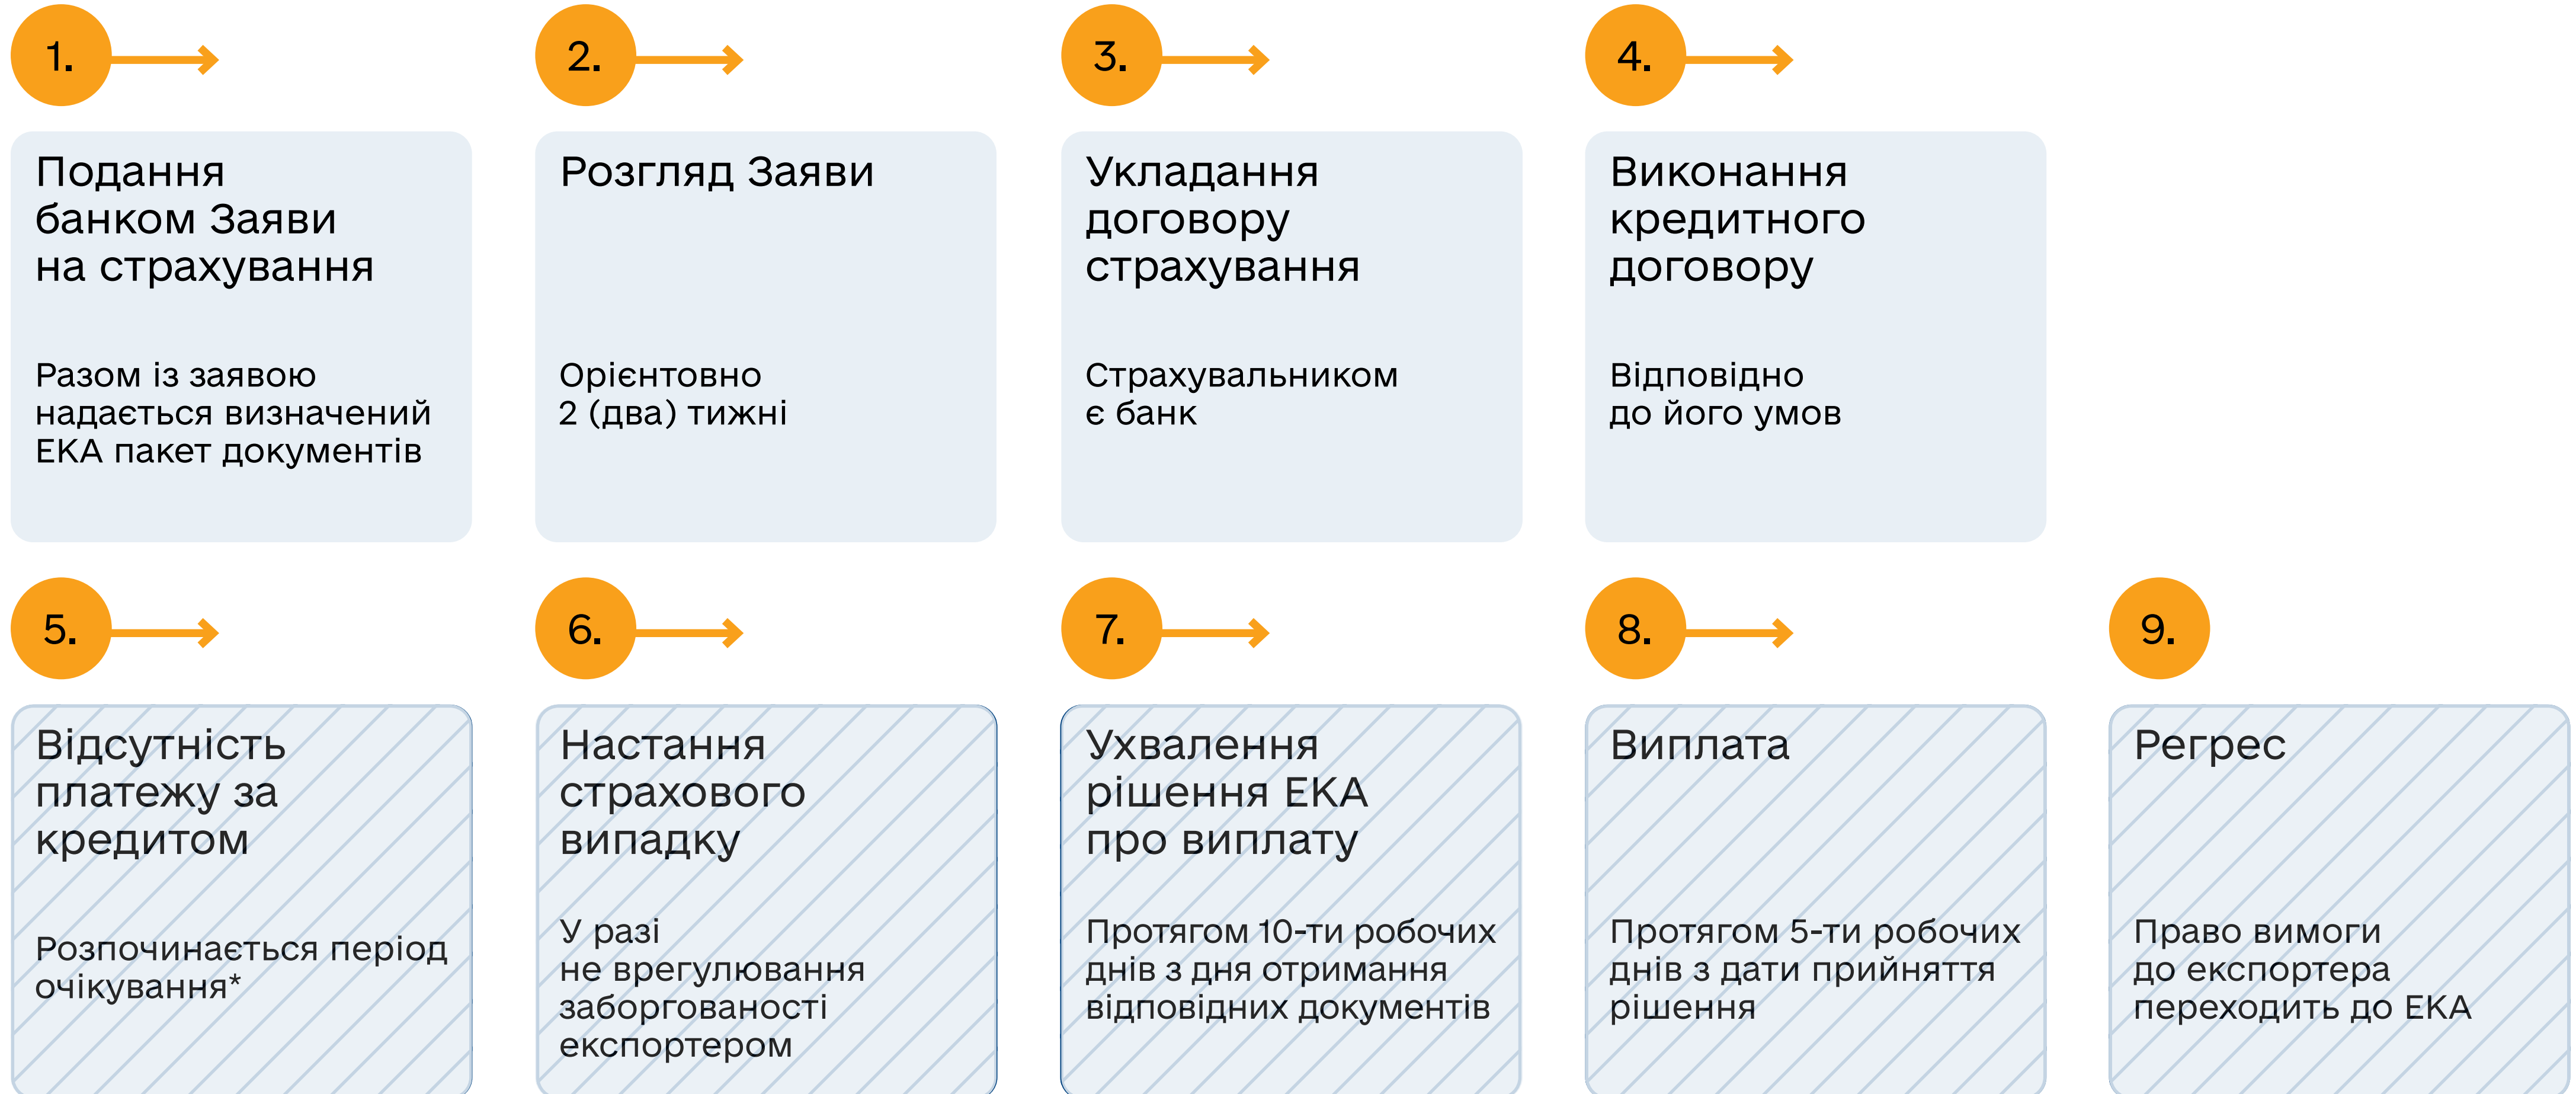 1.
Подання
банком Заяви
на страхування
Разом із заявою
надається визначений
ЕКА пакет документів
2.
Розгляд Заяви
Орієнтовно
2 (два) тижні
3.
Укладання
договору
страхування
Страхувальником
є банк
4.
Виконання
кредитного
договору
Відповідно
до його умов
5.
Відсутність
платежу за
кредитом
Розпочинається період
очікування*
6.
Настання
страхового
випадку
У разі
не врегулювання
заборгованості
експортером
7.
Ухвалення
рішення ЕКА
про виплату
Протягом 10-ти робочих
днів з дня отримання
відповідних документів
8.
Виплата
Протягом 5-ти робочих
днів з дати прийняття
рішення
9.
Регрес
Право вимоги
до експортера
переходить до ЕКА